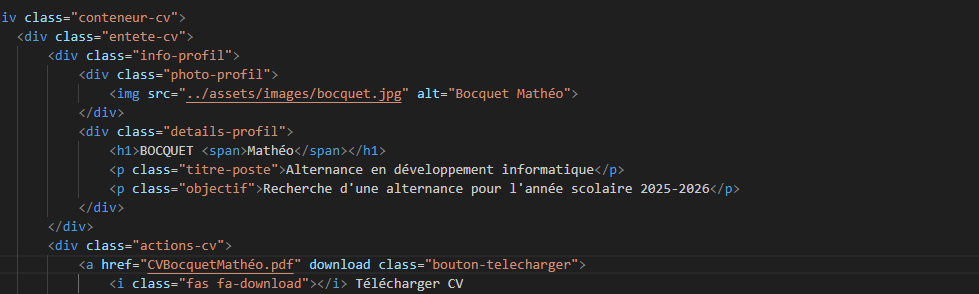 iv class="conteneur-cv">
<div class="entete-cv">
<div class="info-profil">
<div class="photo-profil">
<img src="../assets/images/bocquet.jpg" alt="Bocquet Mathéo">
</div>
<div class="details-profil">
<h1>BOCQUET <span>Mathéo</span></h1>
<p class="titre-poste">Alternance en développement informatique</p>
<p class="objectif">Recherche d'une alternance pour l'année scolaire 2025-2026</p>
</div>
</div>
<div class="actions-cv">
<a href="CVBocquetMathéo.pdf" download class="bouton-telecharger">
<i class="fas fa-download"></i> Télécharger CV